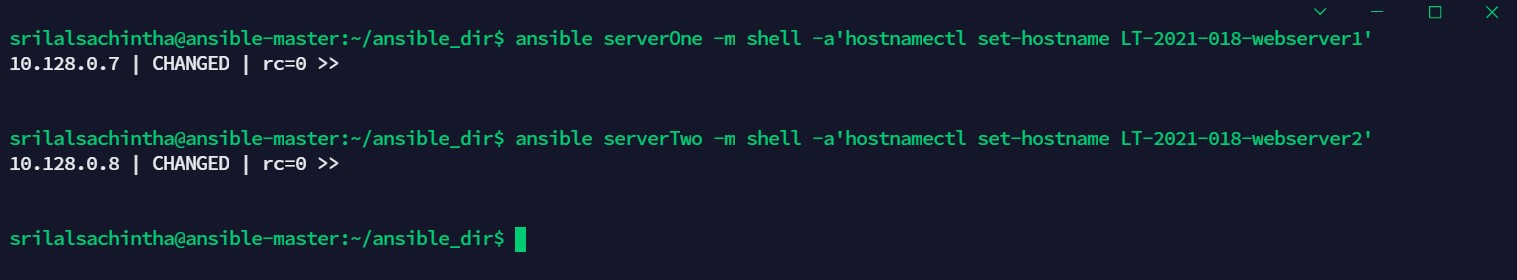 srilalsachintha@ansible-master:~/ansible_dir$ ansible serverOne -m shell -a'hostnamectl set-hostname LT-2021-018-webserver1'
10.128.0.7 | CHANGED | rc=0 >>
srilalsachintha@ansible-master:~/ansible_dir$ ansible serverTwo -m shell -a'hostnamectl set-hostname LT-2021-018-webserver2'
10.128.0.8 | CHANGED | rc=0 >>
srilalsachintha@ansible-master:~/ansible_dir$